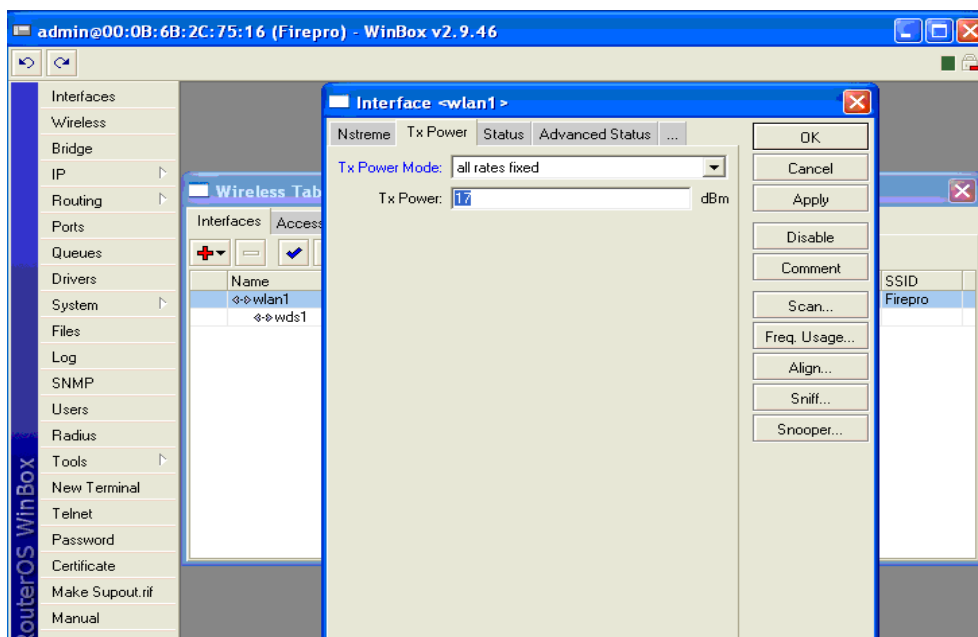 admin@00:0B:6B:2C:75:16 (Firepro) - WinBox v2.9.46
Interfaces
Wireless
Bridge
IP
Routing
Ports
Queues
Drivers
System
Files
Log
SNMP
Users
Radius
Tools
New Terminal
Telnet
Password
Certificate
Make Supout.rif
Manual
RouterOS WinBox
Wireless Tab
Interfaces Access
Name
wlan1
wds1
SSID
Firepro
Interface <wlan1>
Nstreme Tx Power Status Advanced Status ...
Tx Power Mode: all rates fixed
Tx Power: 17 dBm
OK
Cancel
Apply
Disable
Comment
Scan...
Freq. Usage...
Align...
Sniff...
Snooper...